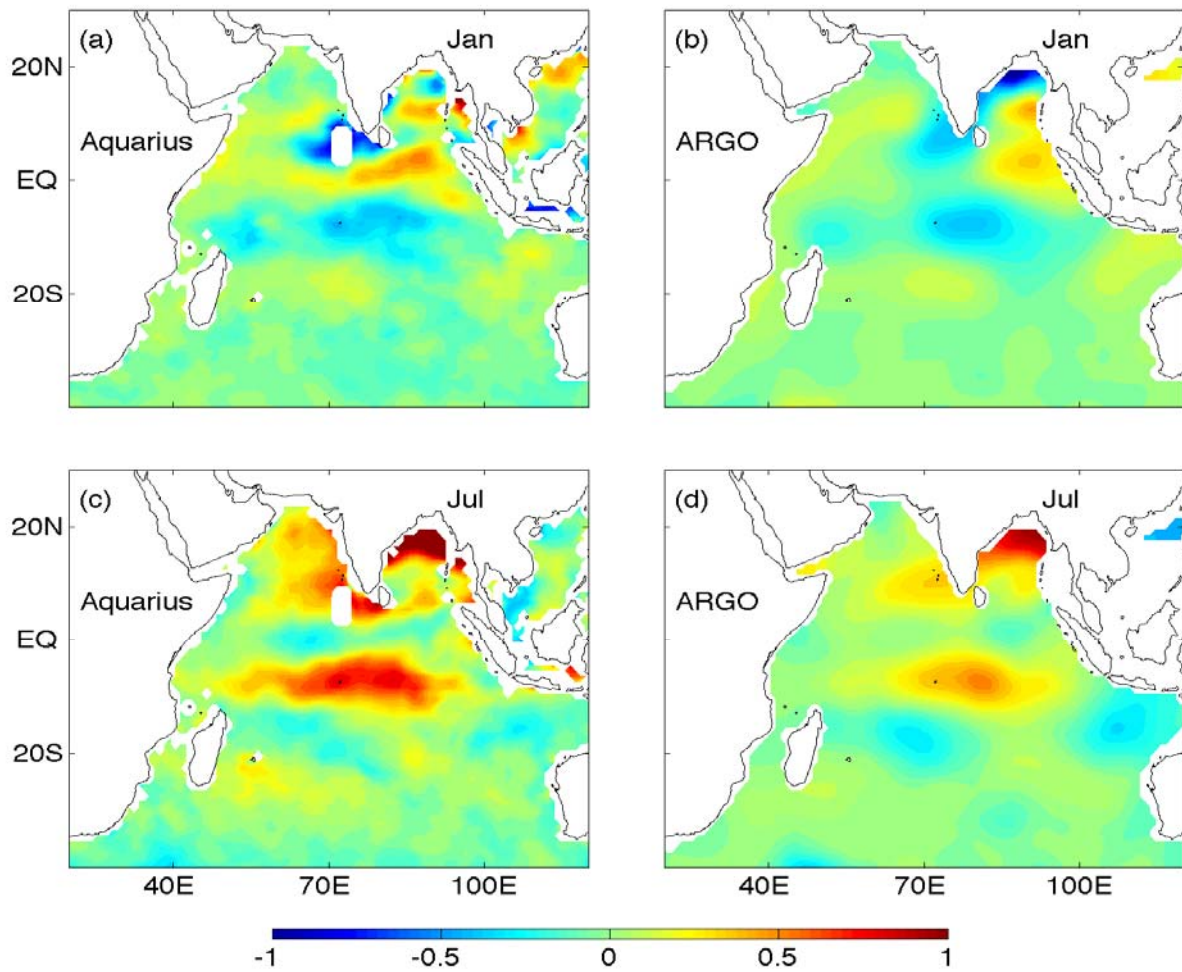 (a) Jan
20N
Aquarius
EQ
20S
(b) Jan
ARGO
(c) Jul
20N
Aquarius
EQ
20S
40E 70E 100E
(d) Jul
ARGO
40E 70E 100E
-1 -0.5 0 0.5 1